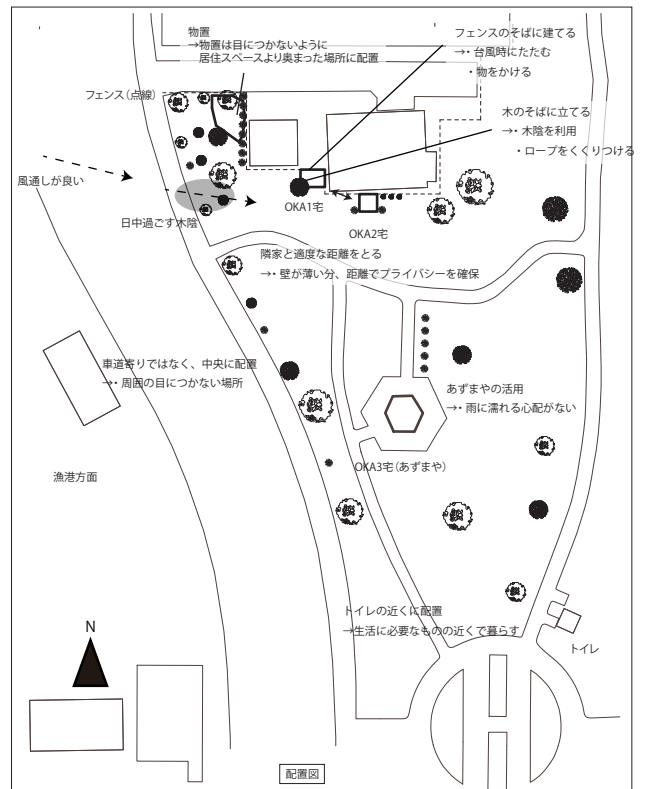 物置
→物置は目につかないように
居住スペースより奥まった場所に配置
フェンスのそばに建てる
→・台風時にたたむ
・物をかける
フェンス(点線)
木のそばに立てる
→・木陰を利用
・ロープをくくりつける
風通しが良い
日中過ごす木陰
OKA1宅
OKA2宅
隣家と適度な距離をとる
→・壁が薄い分、距離でプライバシーを確保
車道寄りではなく、中央に配置
→・周囲の目につかない場所
あずまやの活用
→・雨に濡れる心配がない
OKA3宅(あずまや)
漁港方面
トイレの近くに配置
→生活に必要なものの近くで暮らす
トイレ
N
配置図